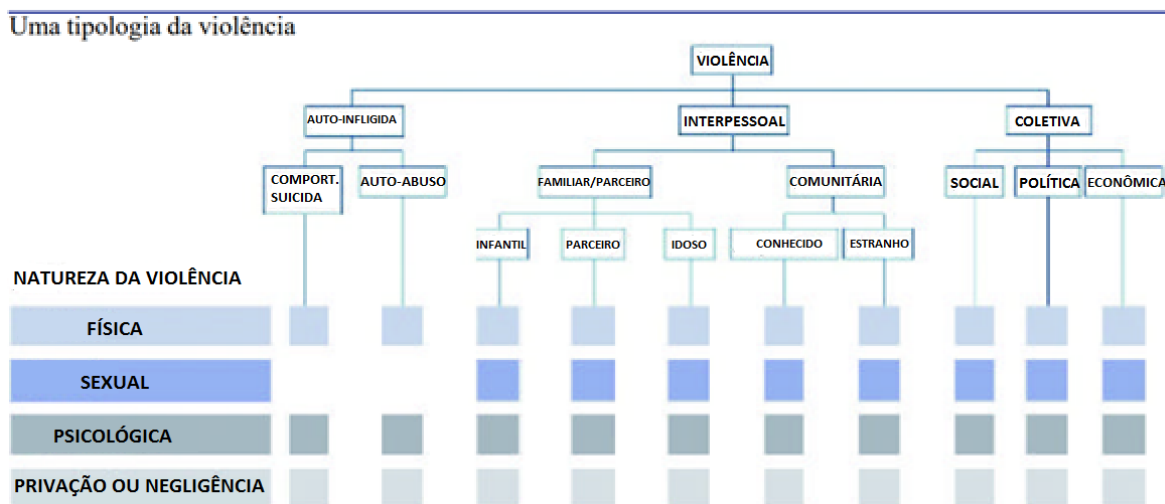 Uma tipologia da violência
VIOLÊNCIA
AUTO-INFLIGIDA
INTERPESSOAL
COLETIVA
COMPORT.
SUICIDA
AUTO-ABUSO
FAMILIAR/PARCEIRO
COMUNITÁRIA
SOCIAL
POLÍTICA
ECONÔMICA
INFANTIL
PARCEIRO
IDOSO
CONHECIDO
ESTRANHO
NATUREZA DA VIOLÊNCIA
FÍSICA
SEXUAL
PSICOLÓGICA
PRIVAÇÃO OU NEGLIGÊNCIA